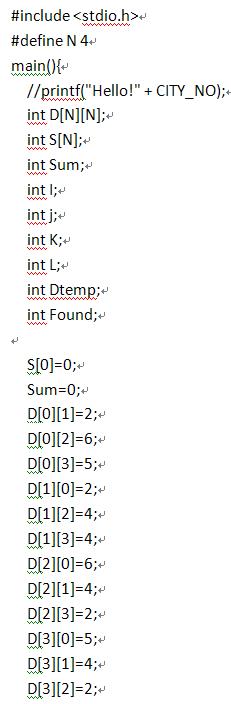 #include <stdio.h>
#define N 4
main(){
//printf("Hello!" + CITY_NO);
int D[N][N];
int S[N];
int Sum;
int I;
int j;
int K;
int L;
int Dtemp;
int Found;
S[0]=0;
Sum=0;
D[0][1]=2;
D[0][2]=6;
D[0][3]=5;
D[1][0]=2;
D[1][2]=4;
D[1][3]=4;
D[2][0]=6;
D[2][1]=4;
D[2][3]=2;
D[3][0]=5;
D[3][1]=4;
D[3][2]=2;